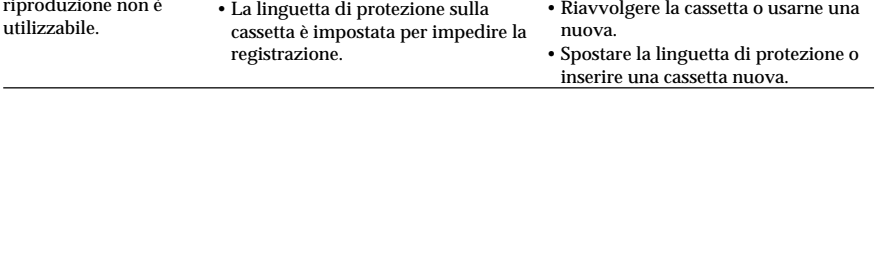 riproduzione non è
utilizzabile.
• La linguetta di protezione sulla
cassetta è impostata per impedire la
registrazione.
• Riavvolgere la cassetta o usarne una
nuova.
• Spostare la linguetta di protezione o
inserire una cassetta nuova.